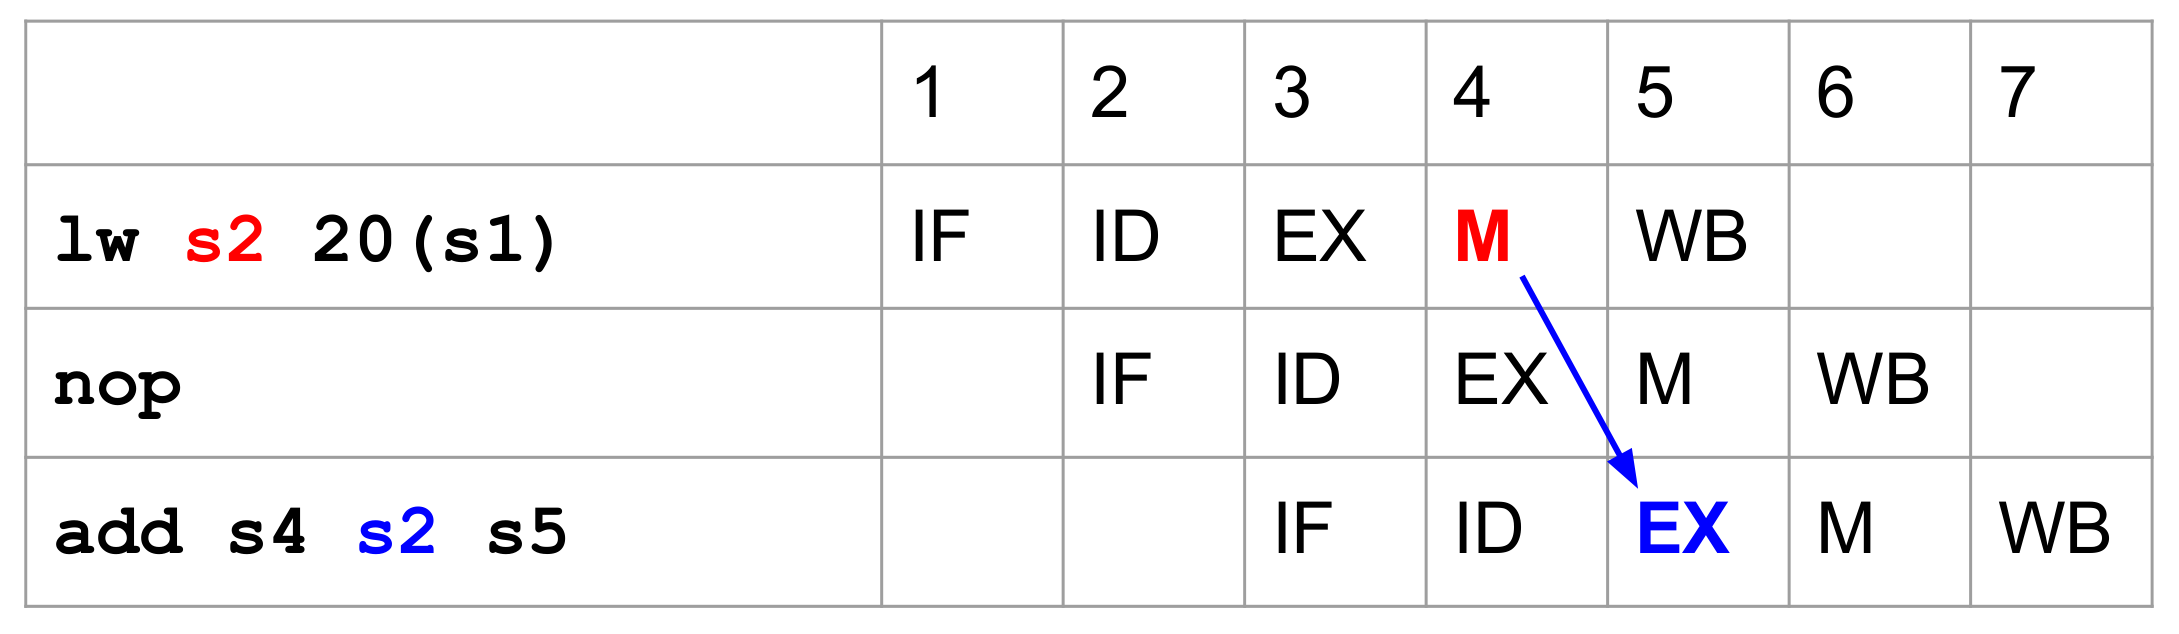 1 2 3 4 5 6 7
lw s2 20(s1) IF ID EX M WB
nop IF ID EX M WB
add s4 s2 s5 IF ID EX M WB